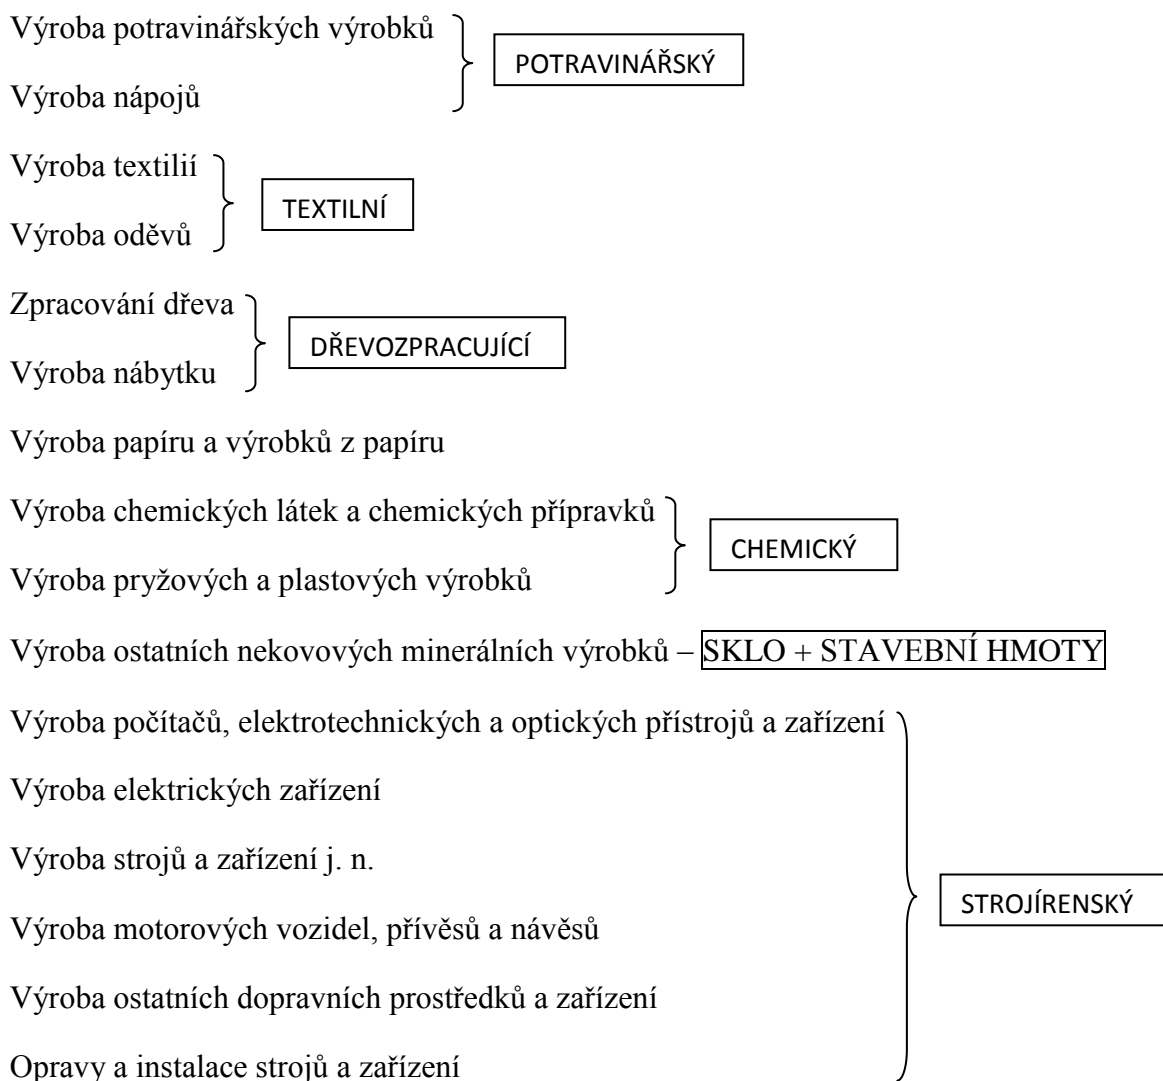 Výroba potravinářských výrobků
POTRAVINÁŘSKÝ
Výroba nápojů
Výroba textilií
TEXTILNÍ
Výroba oděvů
Zpracování dřeva
DŘEVOZPRACUJÍCÍ
Výroba nábytku
Výroba papíru a výrobků z papíru
Výroba chemických látek a chemických přípravků
CHEMICKÝ
Výroba pryžových a plastových výrobků
Výroba ostatních nekovových minerálních výrobků – SKLO + STAVEBNÍ HMOTY
Výroba počítačů, elektrotechnických a optických přístrojů a zařízení
Výroba elektrických zařízení
Výroba strojů a zařízení j. n.
STROJÍRENSKÝ
Výroba motorových vozidel, přívěsů a návěsů
Výroba ostatních dopravních prostředků a zařízení
Opravy a instalace strojů a zařízení